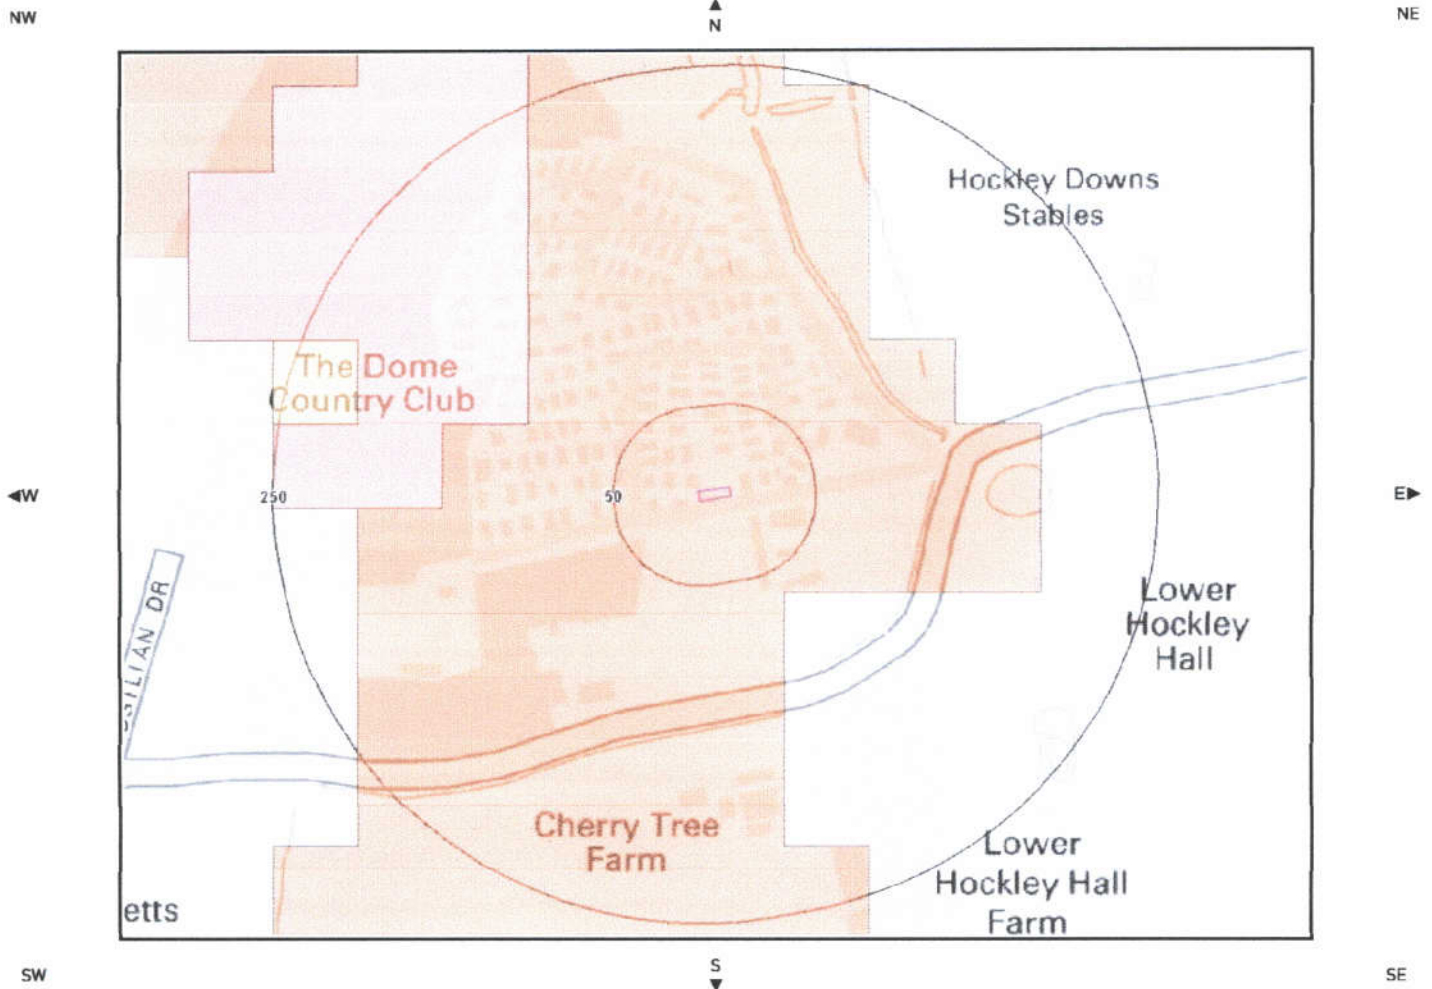 NW
N
NE
Hockley Downs
Stables
The Dome
Country Club
W
250
50
E
Lower
Hockley
Hall
DR
Cherry Tree
Farm
Lower
Hockley Hall
Farm
etts
SW
S
SE